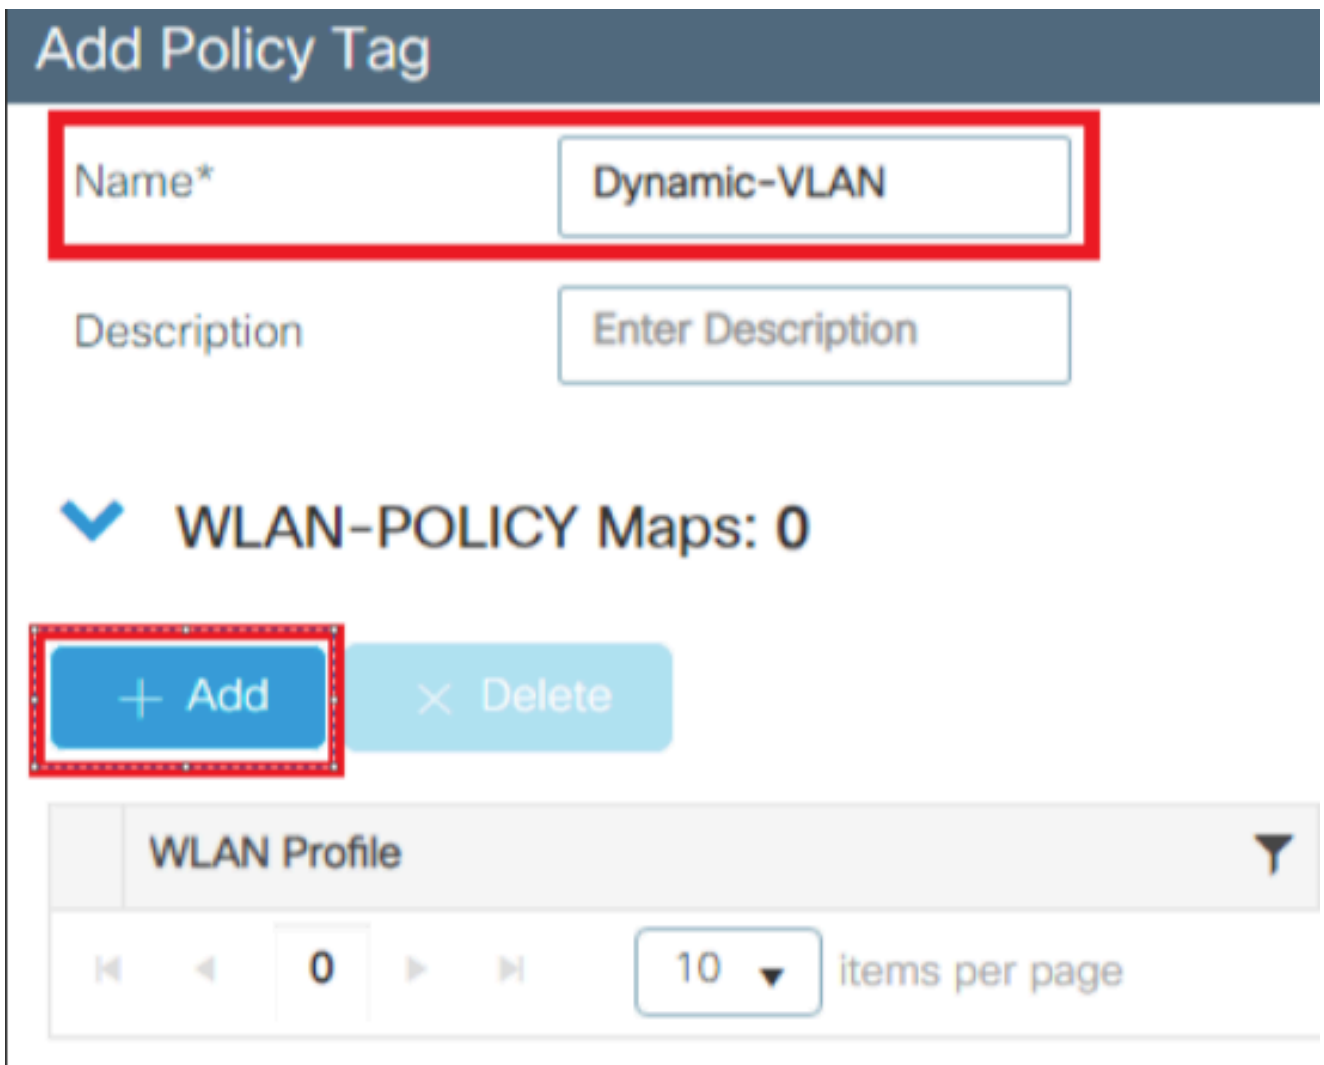 Add Policy Tag
Name* Dynamic-VLAN
Description Enter Description
WLAN-POLICY Maps: 0
+ Add × Delete
WLAN Profile
0 10 items per page